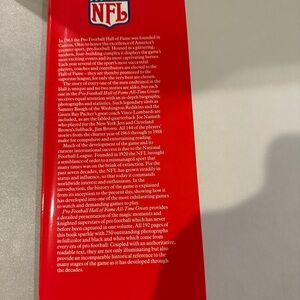 NFL
In 1963 the Pro Football Hall of Fame was founded in
Canton, Ohio to honor the excellence of America's
greatest sport, pro football. Housed in a glittering,
modern, four-building complex it displays the game's
most exciting events and its most captivating heroes.
Each year several of the sport's most successful
players, coaches and contributors are elected to the
Hall of Fame – they are thereby promoted to the
superstar league, for they are truly immortal.
The story of every one of the men enshrined in the
Hall is unique and no two stories are alike, but each
one in the Pro Football Hall of Fame All-Time Greats
receives equal attention with an in-depth biography,
photographs and statistics. Such legendary idols as
Sammy Baugh of the Washington Redskins and the
Green Bay Packer's great coach Vince Lombardi are
included, as are the fabled quarterback Joe Namath
who played for the New York Jets and Cleveland
Brown's fullback, Jim Brown. All 144 of the players'
stories from the charter year of 1963 through to 1988
make for compulsive and entertaining reading.
Much of the development of the game and its
current international success is due to the National
Football League. Founded in 1920 the NFL brought
a semblance of order to a mismanaged sport that
many times was on the brink of extinction. For the
past seven decades, the NFL has grown steadily in
status and influence, so that today it commands
worldwide interest and enthusiasm. In the
introduction, the history of the game is explained
from its inception to the present day, showing how it
has developed into one of the most exhilarating games
to watch and demanding games to play.
Pro Football Hall of Fame All-Time Greats provides
a detailed presentation of the magic moments and
knighted superstars of pro football which has never
before been captured in one volume. All 192 pages of
this book sparkle with 250 outstanding photographs
in full color and black and white which come from
every era of pro football. Coupled with an authoritative,
readable text, they are not only illuminating but also
provide an incomparable historical reference to the
many stages of the game as it has developed through
the decades.